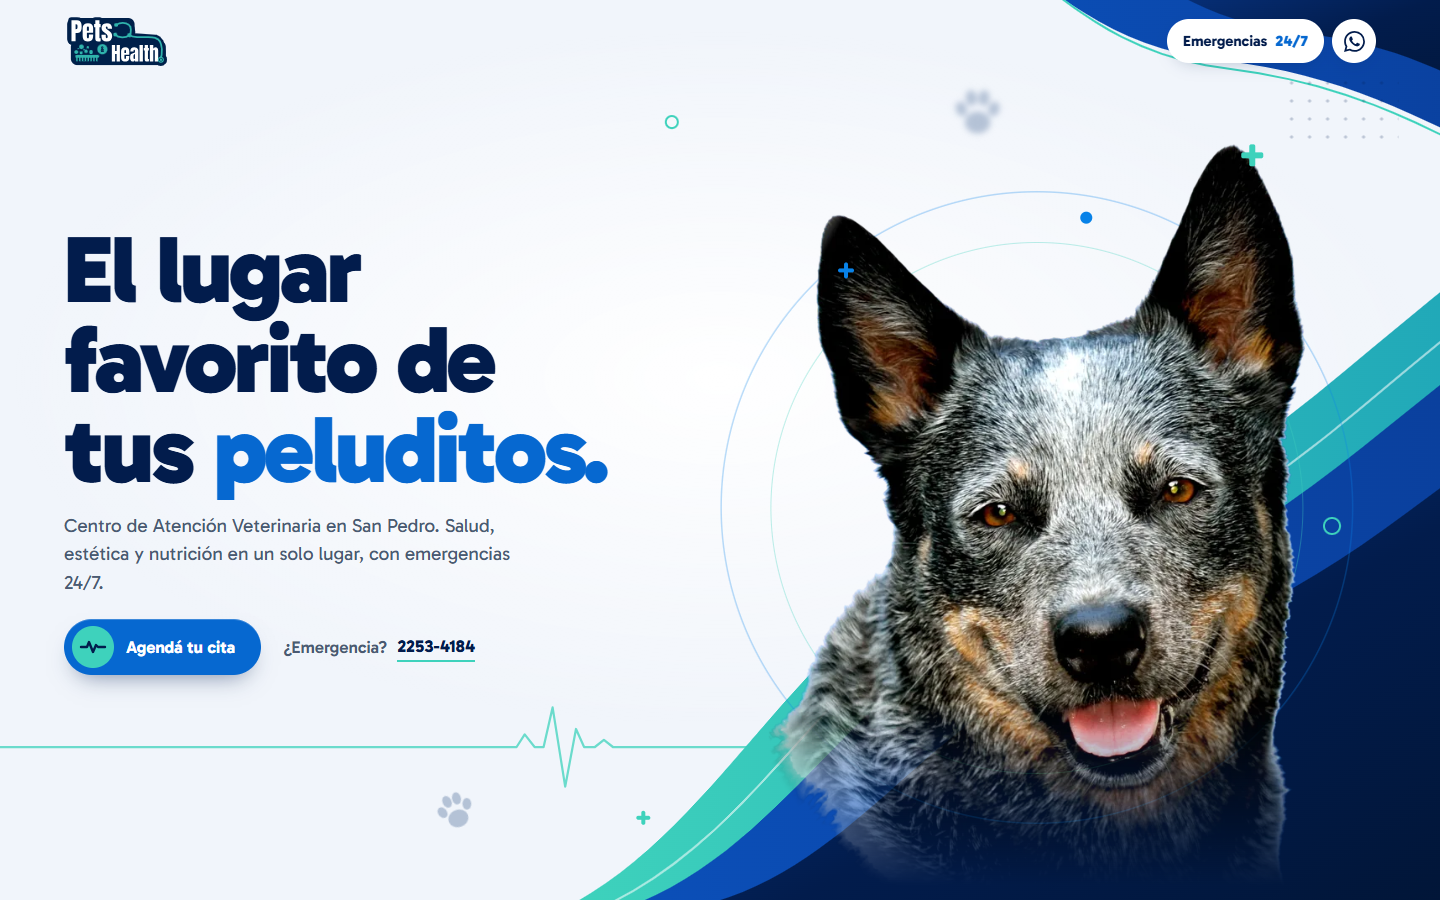 Pets
Health
Emergencias 24/7
El lugar
favorito de
tus peluditos.
Centro de Atención Veterinaria en San Pedro. Salud,
estética y nutrición en un solo lugar, con emergencias
24/7.
Agendá tu cita
¿Emergencia? 2253-4184